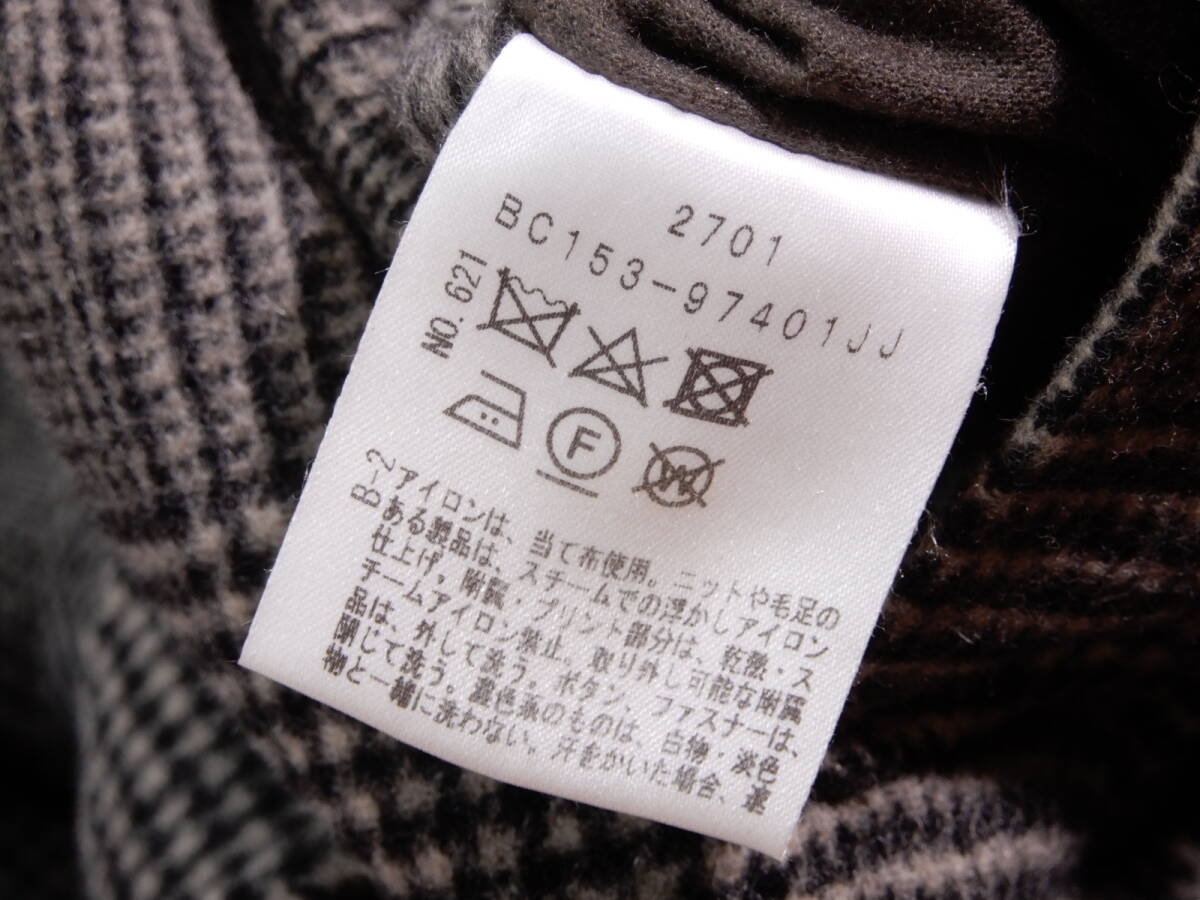 2701
BC153-97401JJ
NO. 621
F
W
B-2
アイロンは、当て布使用。ニットや毛足の
ある製品は、スチームでの浮かしアイロン
仕上げ。附属・プリント部分は、乾燥・ス
チームアイロン禁止。取り外し可能な附属
品は、外して洗う。ボタン、ファスナーは、
閉じて洗う。濃色系のものは、白物・淡色
物と一緒に洗わない。汗をかいた場合、速